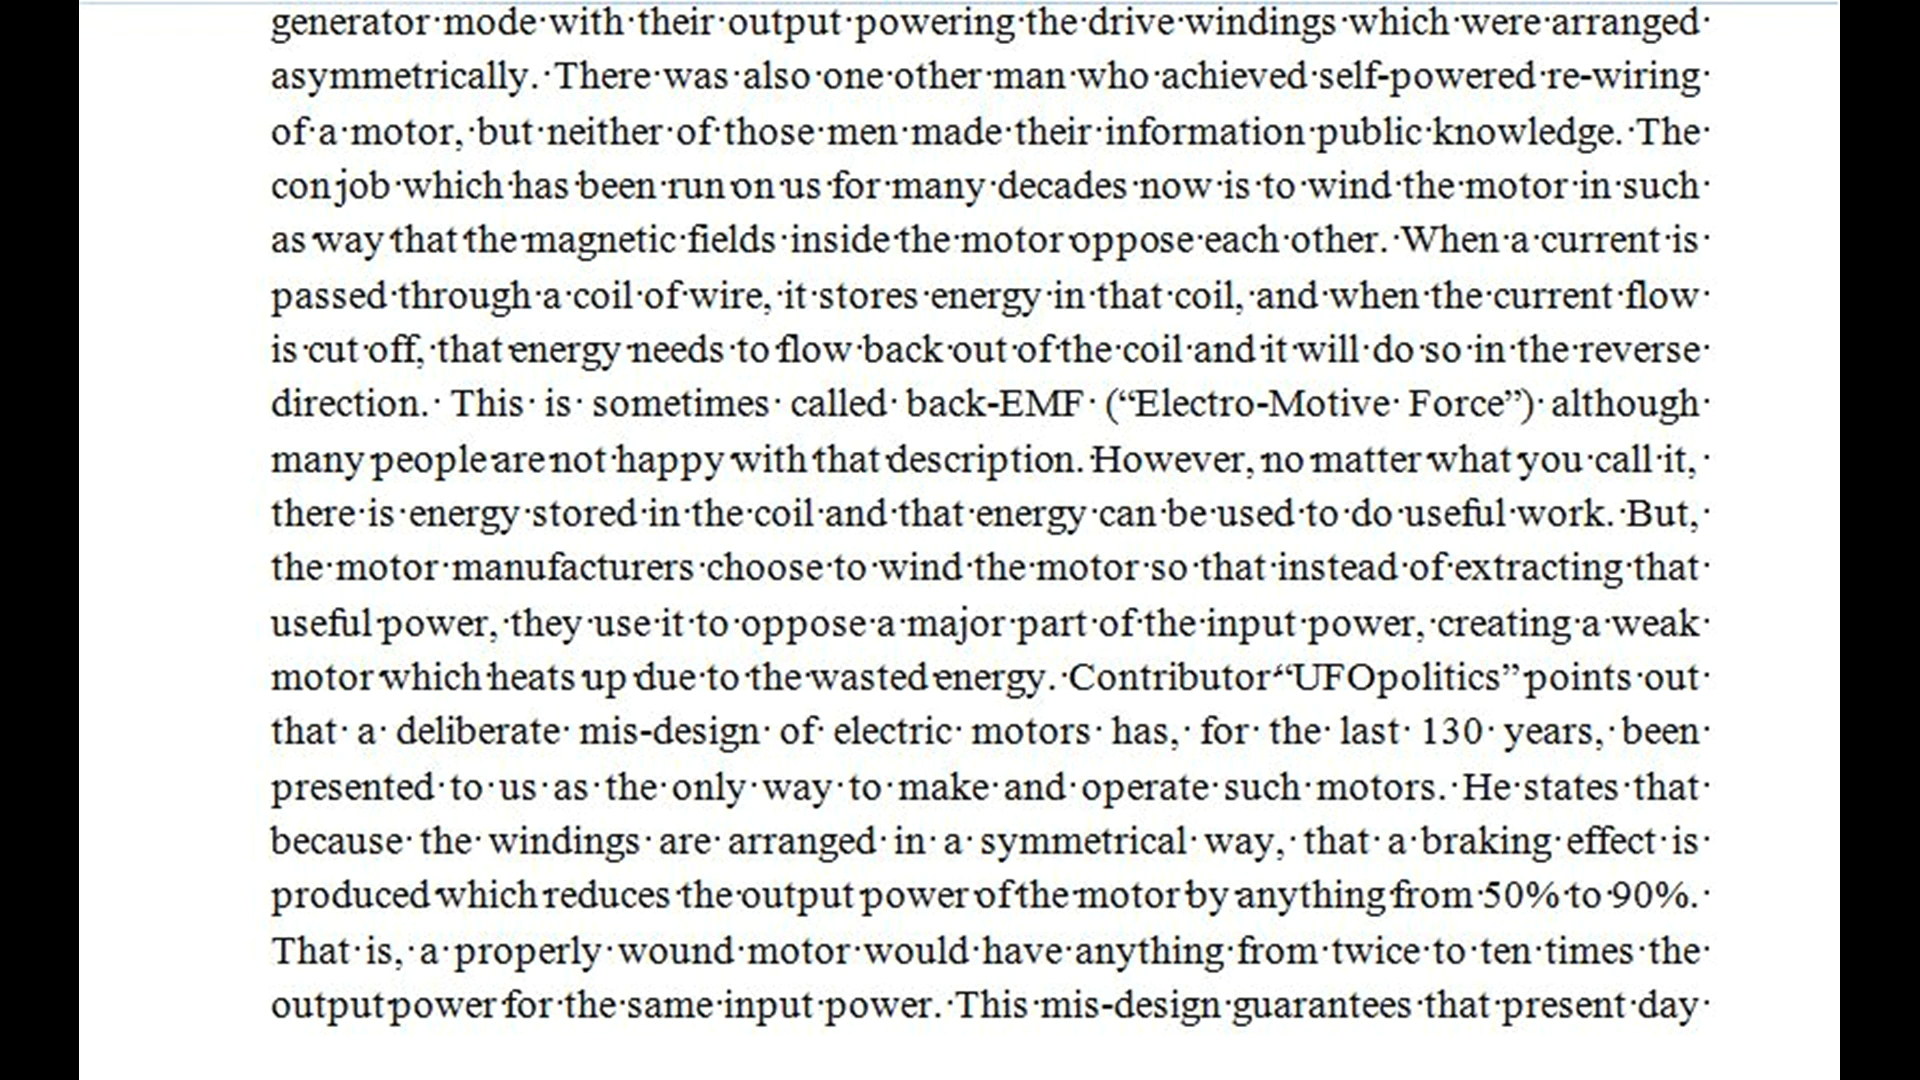 generator mode with their output powering the drive windings which were arranged
asymmetrically. There was also one other man who achieved self-powered re-wiring
of a motor, but neither of those men made their information public knowledge. The
con job which has been run on us for many decades now is to wind the motor in such
as way that the magnetic fields inside the motor oppose each other. When a current is
passed through a coil of wire, it stores energy in that coil, and when the current flow
is cut off, that energy needs to flow back out of the coil and it will do so in the reverse
direction. This is sometimes called back-EMF (“Electro-Motive Force”) although
many people are not happy with that description. However, no matter what you call it,
there is energy stored in the coil and that energy can be used to do useful work. But,
the motor manufacturers choose to wind the motor so that instead of extracting that
useful power, they use it to oppose a major part of the input power, creating a weak
motor which heats up due to the wasted energy. Contributor “UFOpolitics” points out
that a deliberate mis-design of electric motors has, for the last 130 years, been
presented to us as the only way to make and operate such motors. He states that
because the windings are arranged in a symmetrical way, that a braking effect is
produced which reduces the output power of the motor by anything from 50% to 90%.
That is, a properly wound motor would have anything from twice to ten times the
output power for the same input power. This mis-design guarantees that present day